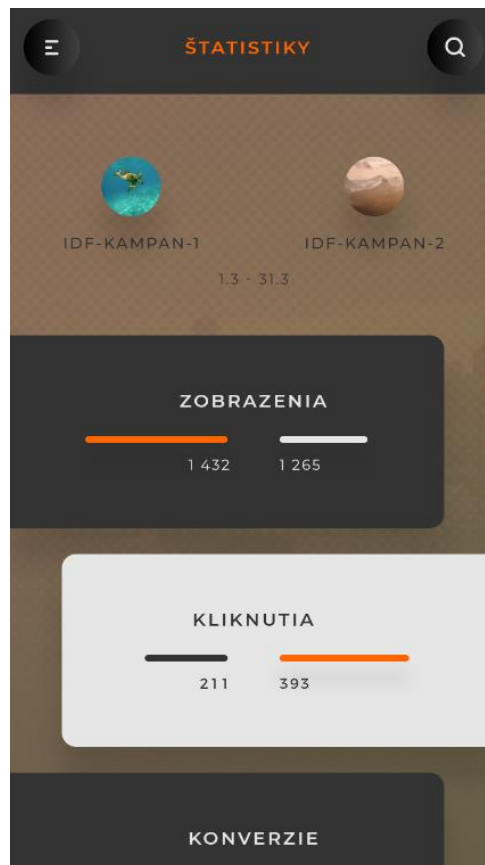 ŠTATISTIKY
IDF-KAMPAN-1 IDF-KAMPAN-2
1.3 - 31.3
ZOBRAZENIA
1 432 1 265
KLIKNUTIA
211 393
KONVERZIE